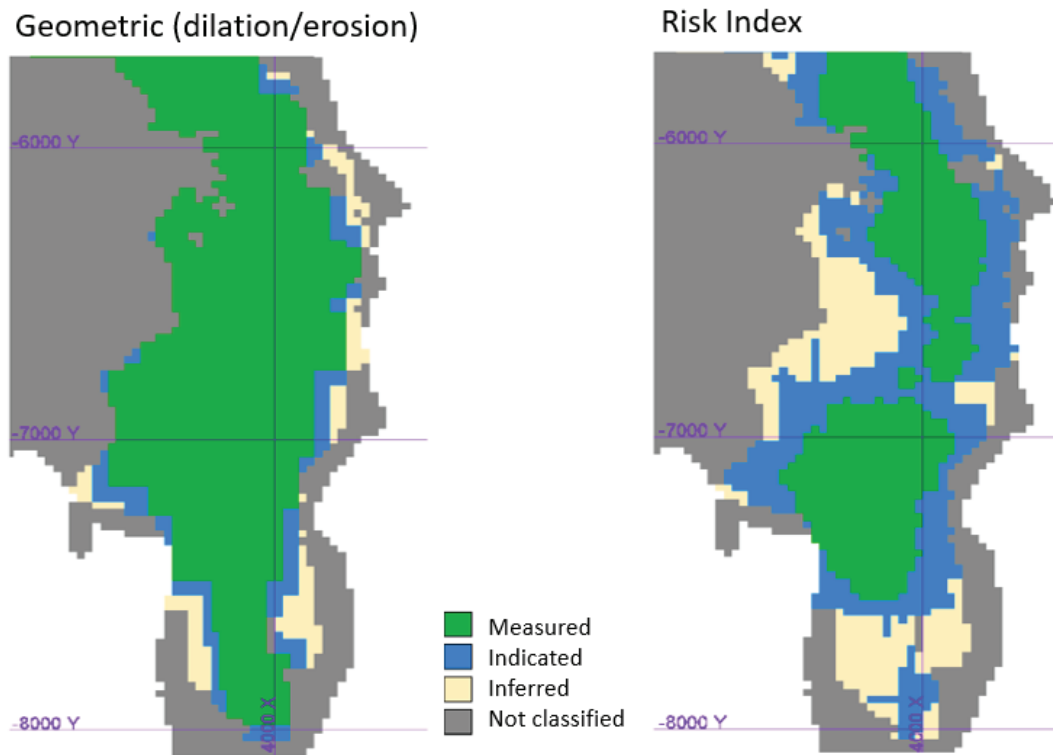 Geometric (dilation/erosion)
Risk Index
-6000 Y
-6000 Y
-7000 Y
-7000 Y
Measured
Indicated
Inferred
Not classified
-8000 Y
4000 X
-8000 Y
4000 X